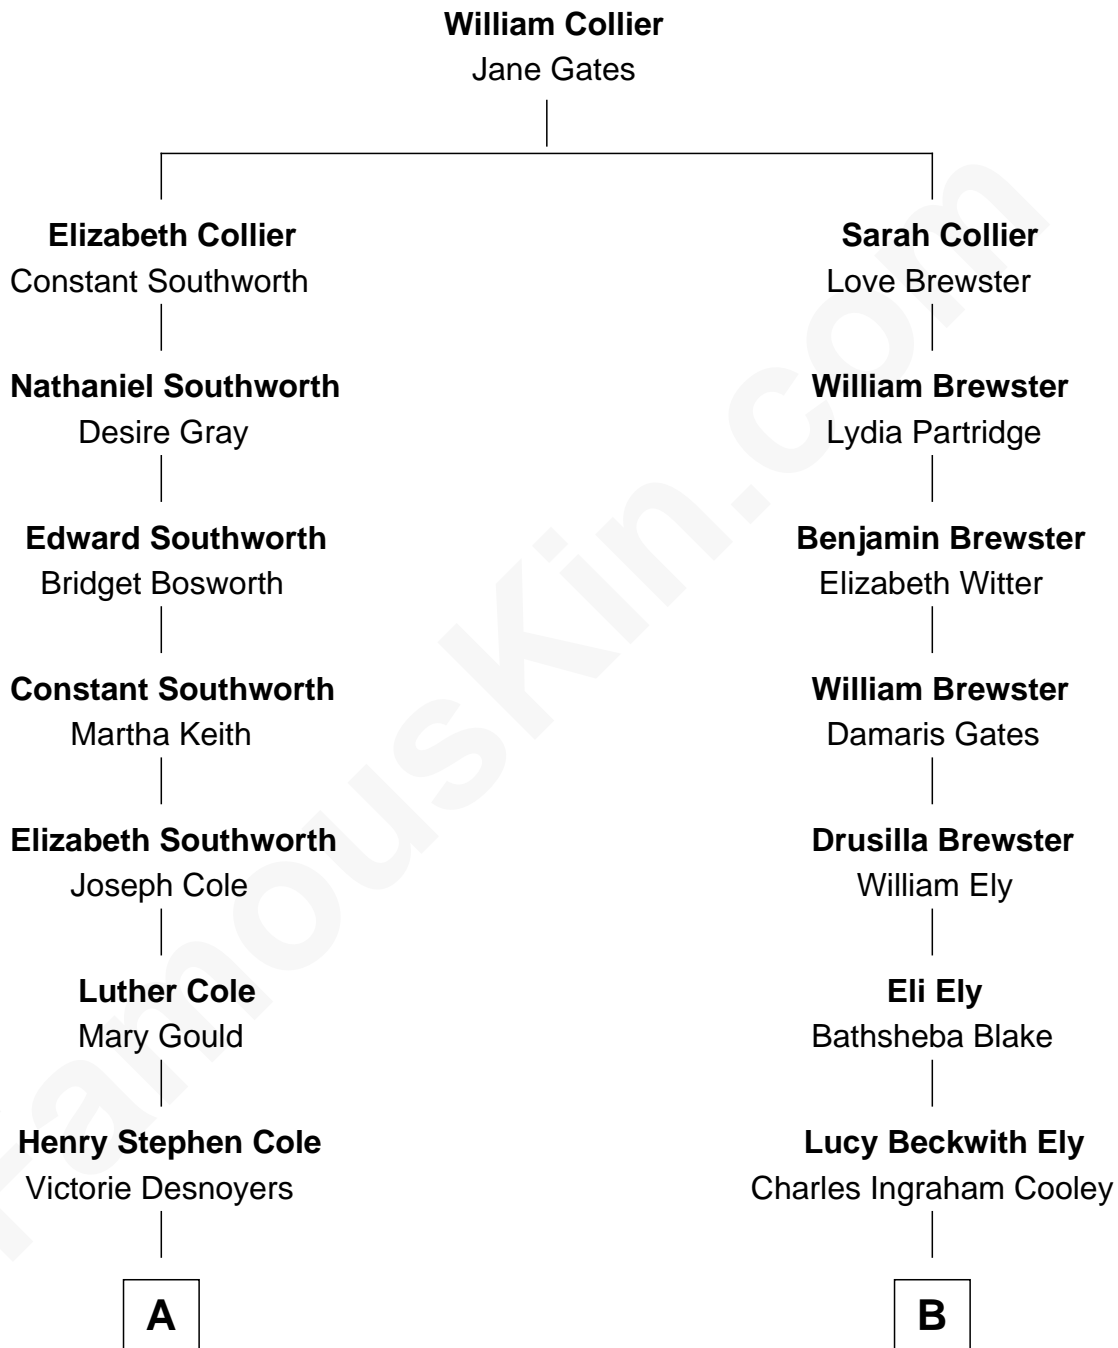 William Collier
Jane Gates
Elizabeth Collier
Constant Southworth
Sarah Collier
Love Brewster
Nathaniel Southworth
Desire Gray
William Brewster
Lydia Partridge
Edward Southworth
Bridget Bosworth
Benjamin Brewster
Elizabeth Witter
Constant Southworth
Martha Keith
William Brewster
Damaris Gates
Elizabeth Southworth
Joseph Cole
Drusilla Brewster
William Ely
Luther Cole
Mary Gould
Eli Ely
Bathsheba Blake
Henry Stephen Cole
Victorie Desnoyers
Lucy Beckwith Ely
Charles Ingraham Cooley
A
B
FamousKin.com